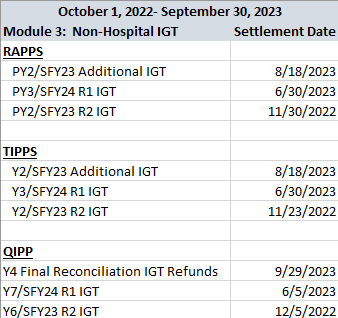 October 1, 2022- September 30, 2023
Module 3:  Non-Hospital IGT Settlement Date
RAPPS
PY2/SFY23 Additional IGT 8/18/2023
PY3/SFY24 R1 IGT 6/30/2023
PY2/SFY23 R2 IGT 11/30/2022
TIPPS
Y2/SFY23 Additional IGT 8/18/2023
Y3/SFY24 R1 IGT 6/30/2023
Y2/SFY23 R2 IGT 11/23/2022
QIPP
Y4 Final Reconciliation IGT Refunds 9/29/2023
Y7/SFY24 R1 IGT 6/5/2023
Y6/SFY23 R2 IGT 12/5/2022